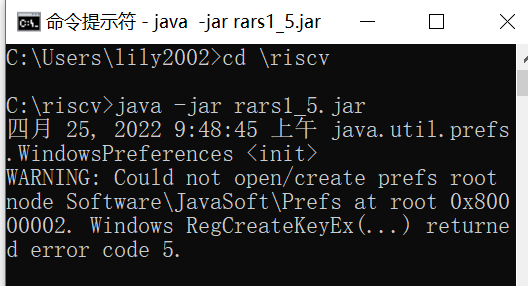 命令提示符 - java  -jar rars1_5.jar
C:\Users\lily2002>cd \riscv
C:\riscv>java -jar rars1_5.jar
四月 25, 2022 9:48:45 上午 java.util.prefs
.WindowsPreferences <init>
WARNING: Could not open/create prefs root
node Software\JavaSoft\Prefs at root 0x800
00002. Windows RegCreateKeyEx(...) returne
d error code 5.